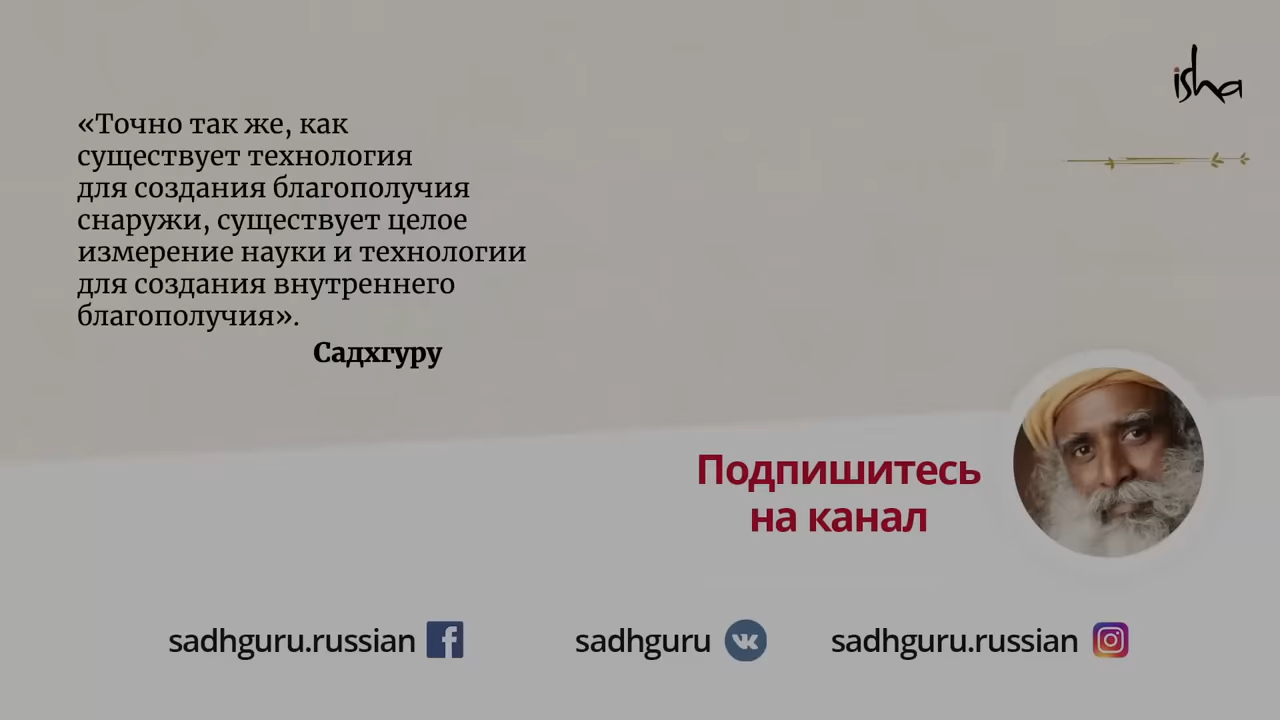 isha
«Точно так же, как
существует технология
для создания благополучия
снаружи, существует целое
измерение науки и технологии
для создания внутреннего
благополучия».
Садхгуру
Подпишитесь
на канал
sadhguru.russian
sadhguru
sadhguru.russian